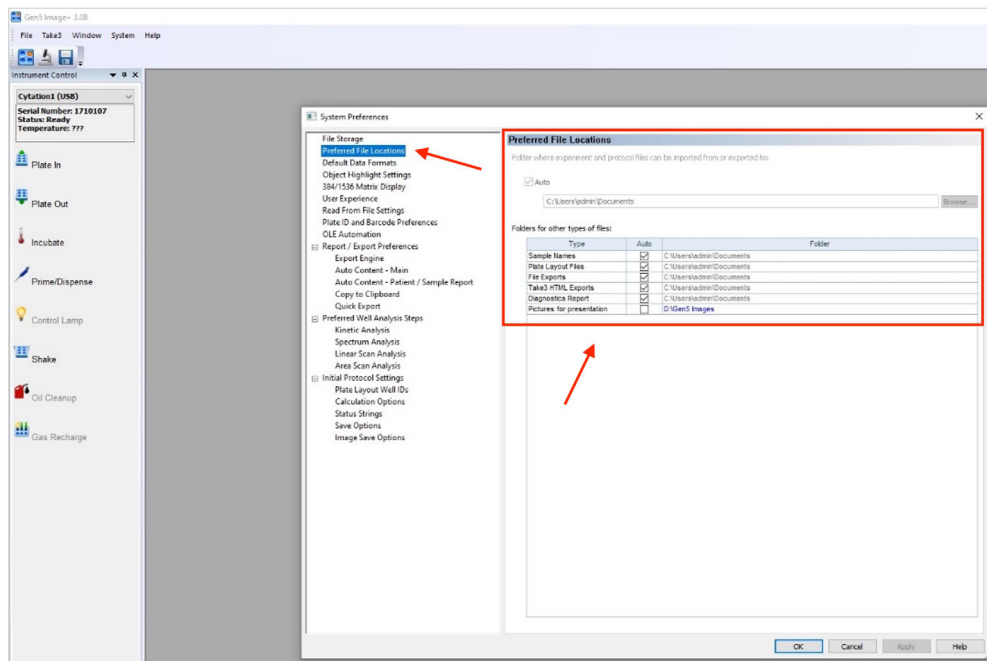 Gen5 Image+ 3.08
File Take3 Window System Help
Instrument Control
Cytation1 (USB)
Serial Number: 1710107
Status: Ready
Temperature: ???
Plate In
Plate Out
Incubate
Prime/Dispense
Control Lamp
Shake
Oil Cleanup
Gas Recharge
System Preferences
File Storage
Preferred File Locations
Default Data Formats
Object Highlight Settings
384/1536 Matrix Display
User Experience
Read From File Settings
Plate ID and Barcode Preferences
OLE Automation
Report / Export Preferences
Export Engine
Auto Content - Main
Auto Content - Patient / Sample Report
Copy to Clipboard
Quick Export
Preferred Well Analysis Steps
Kinetic Analysis
Spectrum Analysis
Linear Scan Analysis
Area Scan Analysis
Initial Protocol Settings
Plate Layout Well IDs
Calculation Options
Status Strings
Save Options
Image Save Options
Preferred File Locations
Folder where experiment and protocol files can be imported from or exported to:
Auto
C:\Users\admin\Documents Browse...
Folders for other types of files:
Type Auto Folder
Sample Names C:\Users\admin\Documents
Plate Layout Files C:\Users\admin\Documents
File Exports C:\Users\admin\Documents
Take3 HTML Exports C:\Users\admin\Documents
Diagnostics Report C:\Users\admin\Documents
Pictures for presentation D:\Gen5 Images
OK Cancel Apply Help